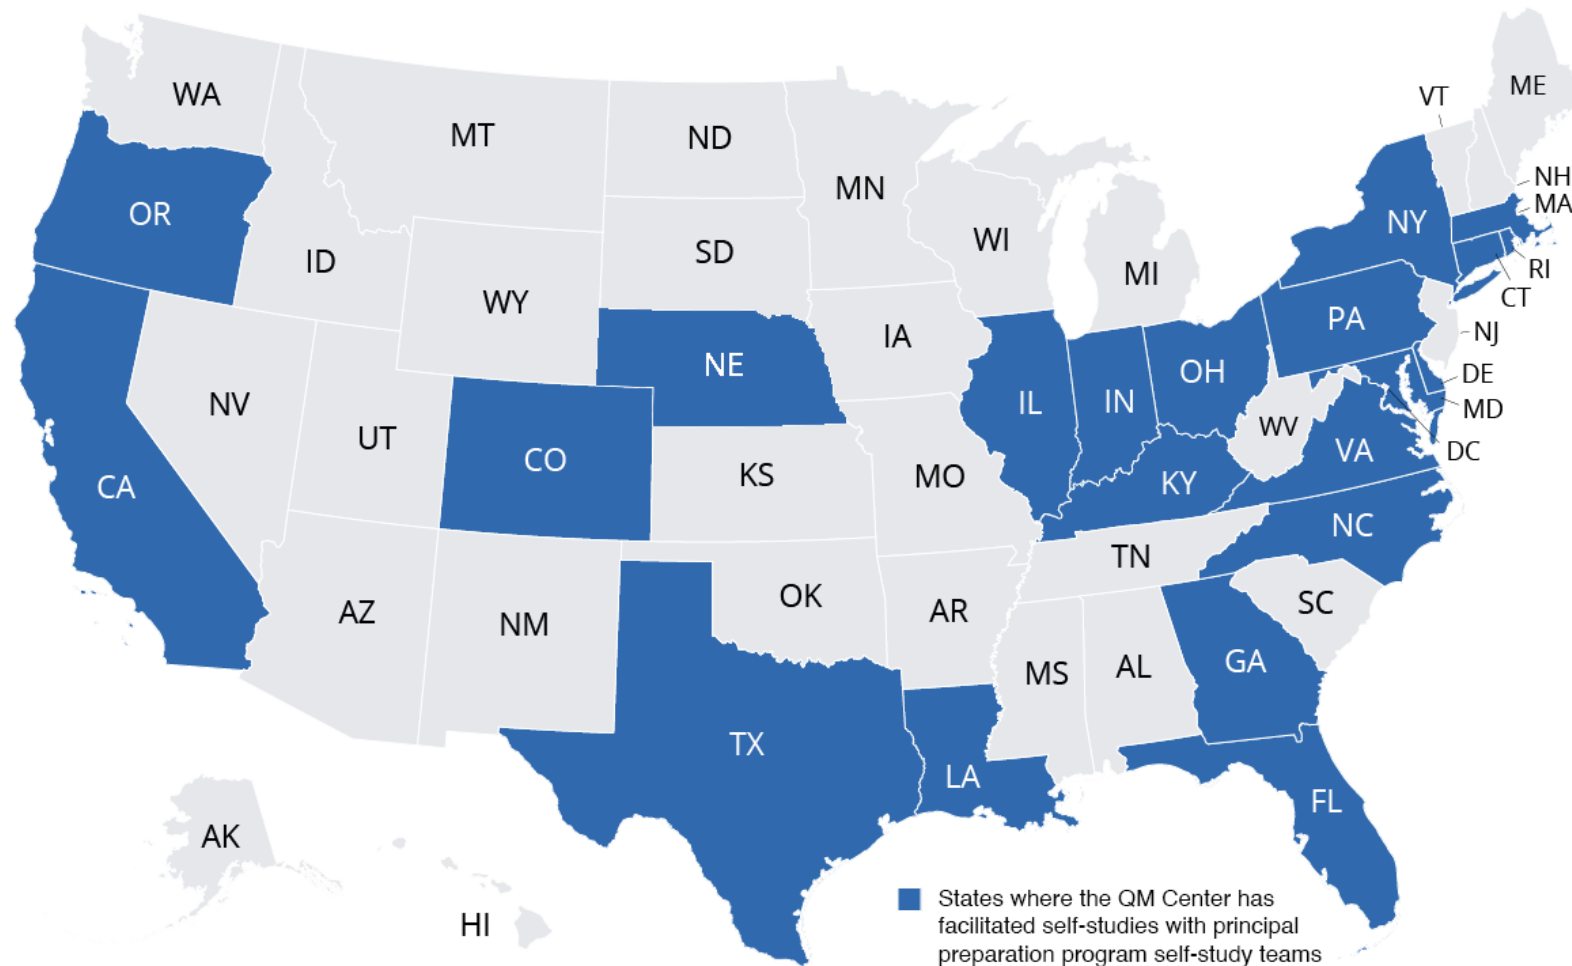 WA
MT
ND
MN
VT
ME
OR
ID
WY
SD
WI
MI
NY
NH
MA
RI
CT
NV
UT
CO
NE
IA
IL
IN
OH
PA
NJ
DE
MD
DC
CA
AZ
NM
KS
MO
KY
WV
VA
OK
AR
TN
NC
TX
LA
MS
AL
GA
SC
FL
AK
HI
States where the QM Center has
facilitated self-studies with principal
preparation program self-study teams